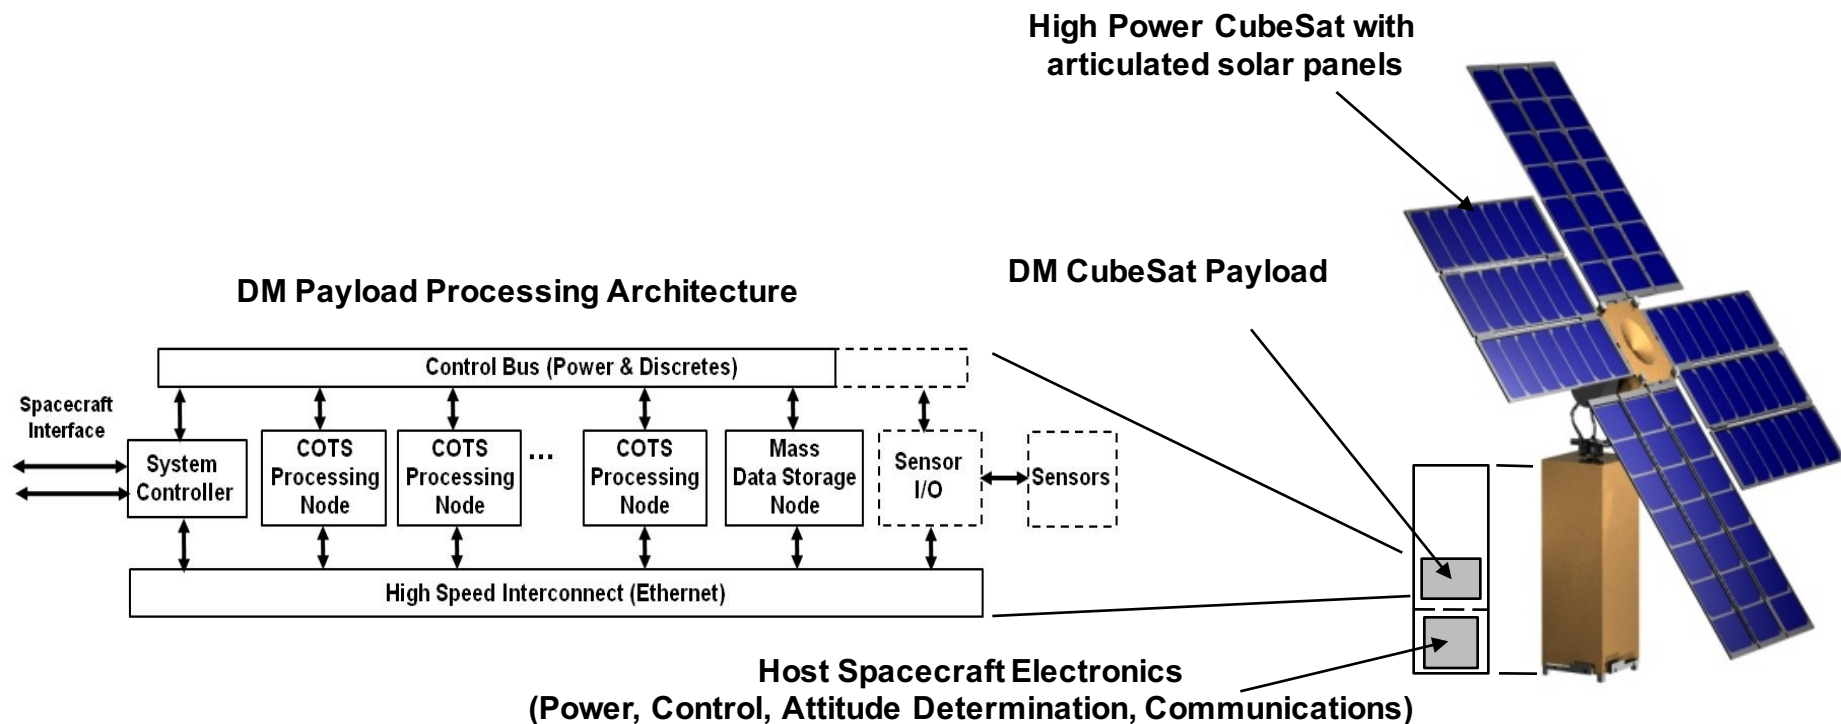 High Power CubeSat with
articulated solar panels
DM CubeSat Payload
DM Payload Processing Architecture
Control Bus (Power & Discretes)
Spacecraft
Interface
System
Controller
COTS
Processing
Node
COTS
Processing
Node
...
COTS
Processing
Node
Mass
Data Storage
Node
Sensor
I/O
Sensors
High Speed Interconnect (Ethernet)
Host Spacecraft Electronics
(Power, Control, Attitude Determination, Communications)